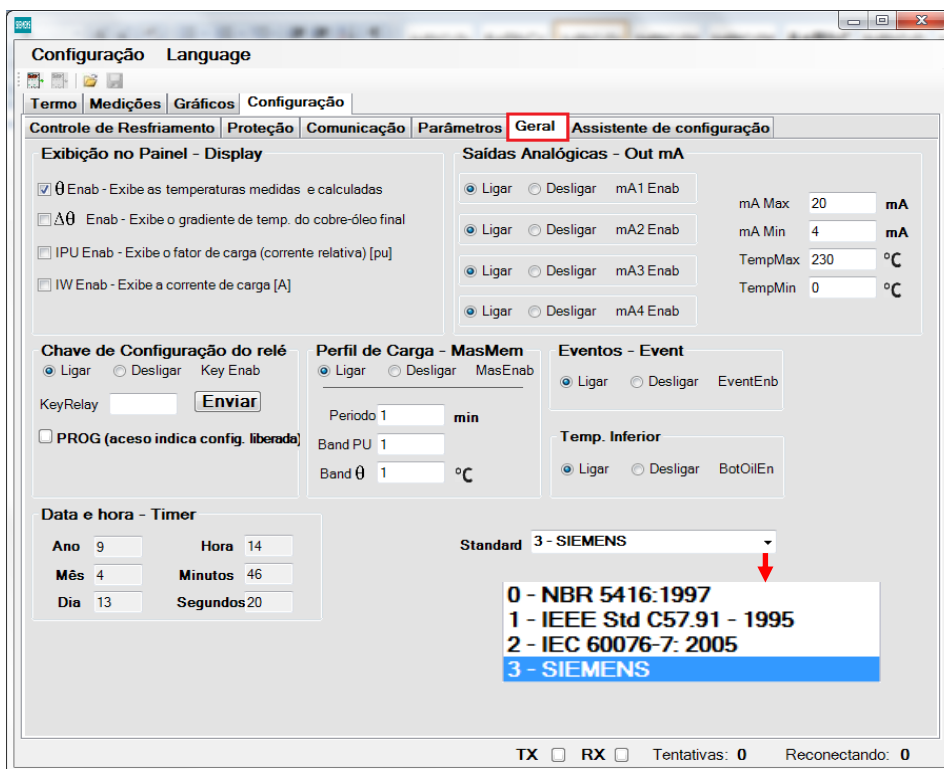 SIEMENS
Configuração Language
Termo Medições Gráficos Configuração
Controle de Resfriamento Proteção Comunicação Parâmetros Geral Assistente de configuração
Exibição no Painel - Display
θ Enab - Exibe as temperaturas medidas e calculadas
Δθ Enab - Exibe o gradiente de temp. do cobre-óleo final
IPU Enab - Exibe o fator de carga (corrente relativa) [pu]
IW Enab - Exibe a corrente de carga [A]
Saídas Analógicas - Out mA
Ligar Desligar mA1 Enab
Ligar Desligar mA2 Enab
Ligar Desligar mA3 Enab
Ligar Desligar mA4 Enab
mA Max 20 mA
mA Min 4 mA
TempMax 230 °C
TempMin 0 °C
Chave de Configuração do relé
Ligar Desligar Key Enab
KeyRelay Enviar
PROG (aceso indica config. liberada)
Perfil de Carga - MasMem
Ligar Desligar MasEnab
Periodo 1 min
Band PU 1
Band θ 1 °C
Eventos - Event
Ligar Desligar EventEnb
Temp. Inferior
Ligar Desligar BotOilEn
Data e hora - Timer
Ano 9 Hora 14
Mês 4 Minutos 46
Dia 13 Segundos 20
Standard 3 - SIEMENS
0 - NBR 5416:1997
1 - IEEE Std C57.91 - 1995
2 - IEC 60076-7: 2005
3 - SIEMENS
TX RX Tentativas: 0 Reconectando: 0